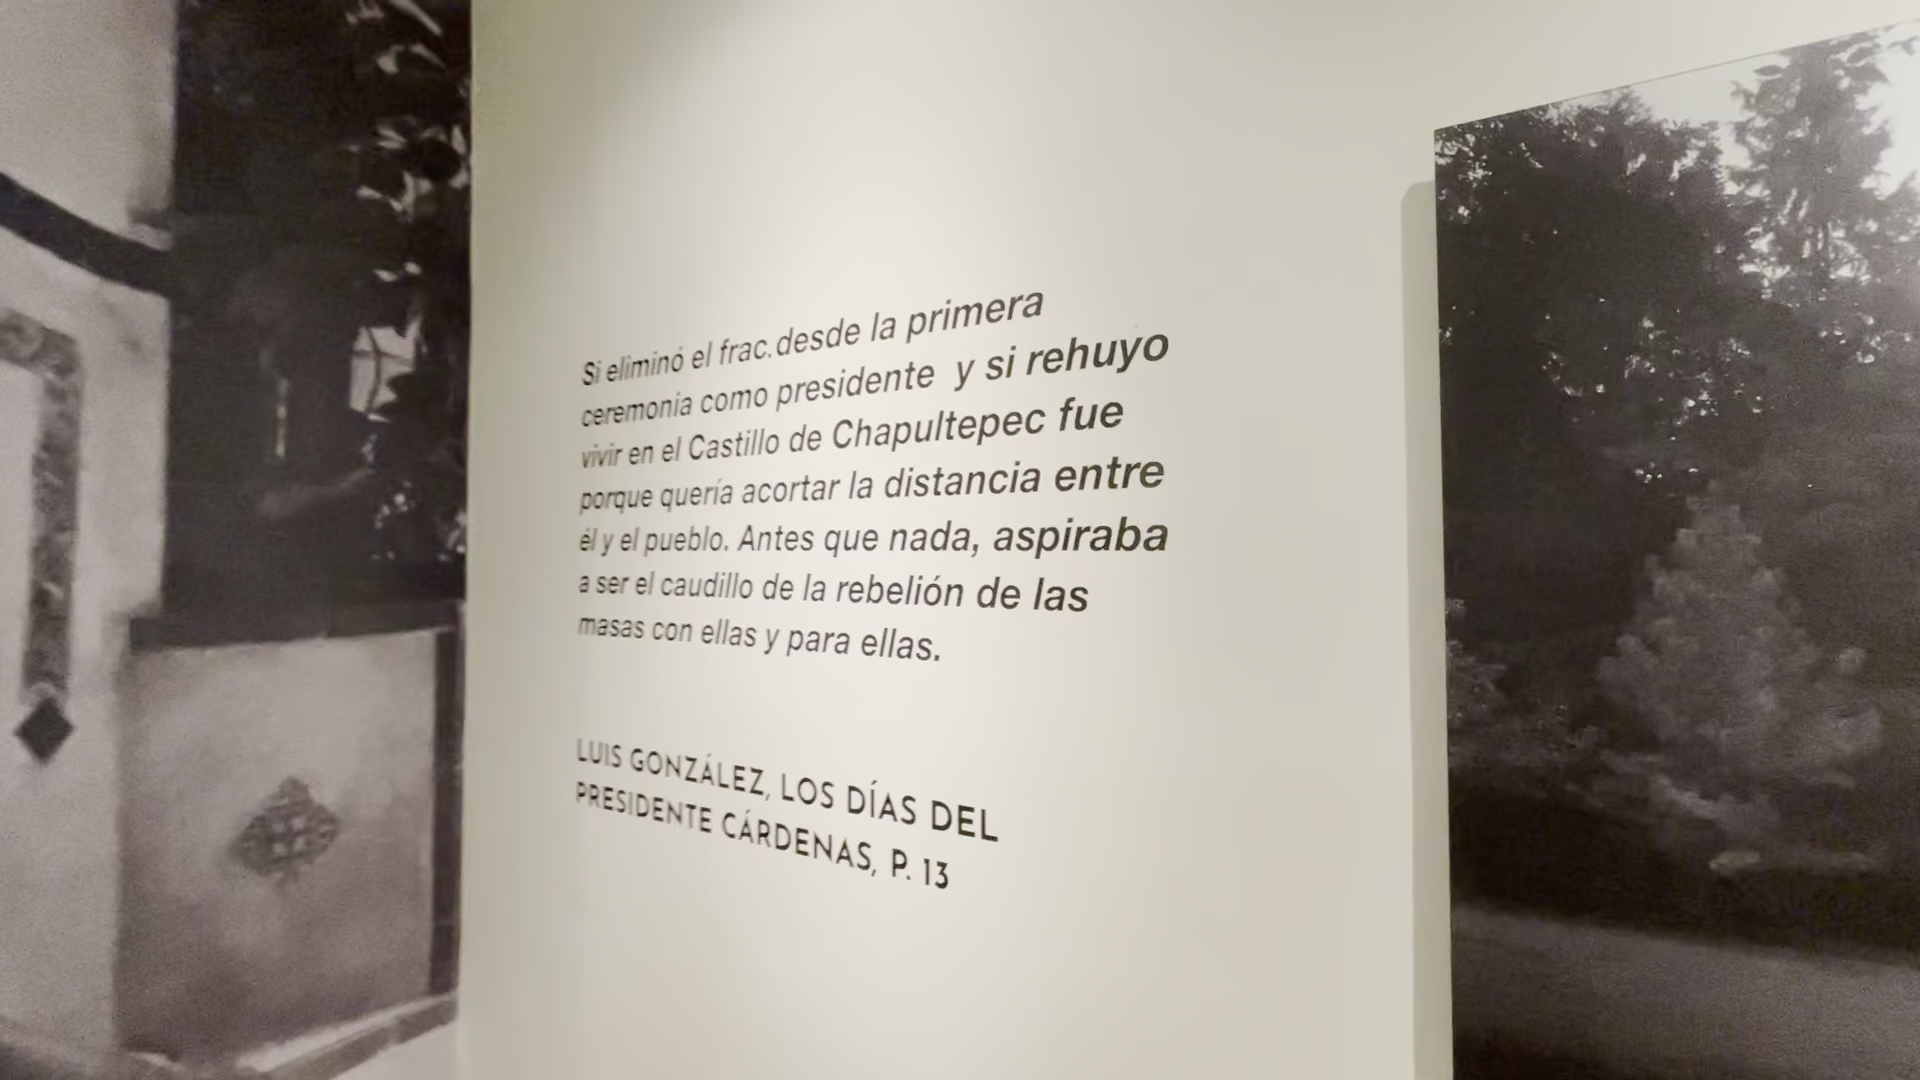 Si eliminó el frac.desde la primera
ceremonia como presidente y si rehuyo
vivir en el Castillo de Chapultepec fue
porque quería acortar la distancia entre
él y el pueblo. Antes que nada, aspiraba
a ser el caudillo de la rebelión de las
masas con ellas y para ellas.
LUIS GONZÁLEZ, LOS DÍAS DEL
PRESIDENTE CÁRDENAS, P. 13